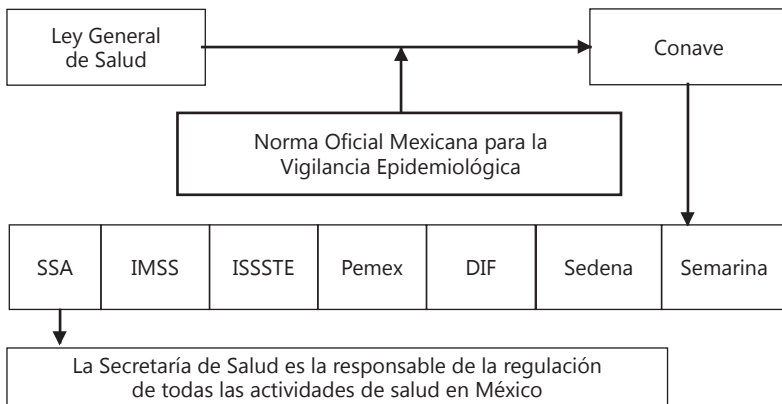 Ley General
de Salud
Conave
Norma Oficial Mexicana para la
Vigilancia Epidemiológica
SSA
IMSS
ISSSTE
Pemex
DIF
Sedena
Semarina
La Secretaría de Salud es la responsable de la regulación
de todas las actividades de salud en México